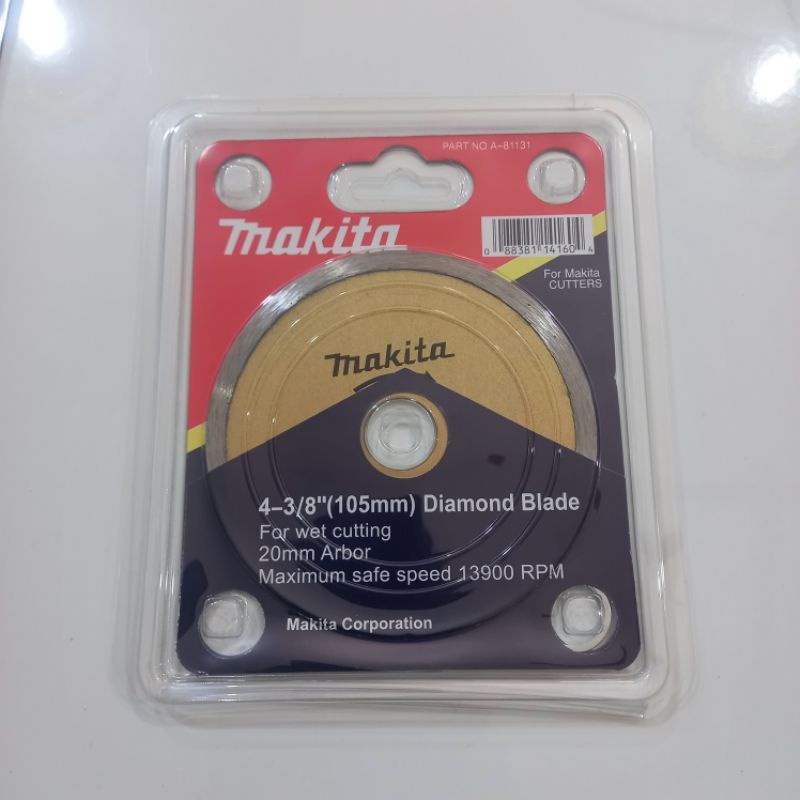 PART NO A-81131
makita
0 88381 14160 4
For Makita
CUTTERS
makita
4-3/8"(105mm) Diamond Blade
For wet cutting
20mm Arbor
Maximum safe speed 13900 RPM
Makita Corporation